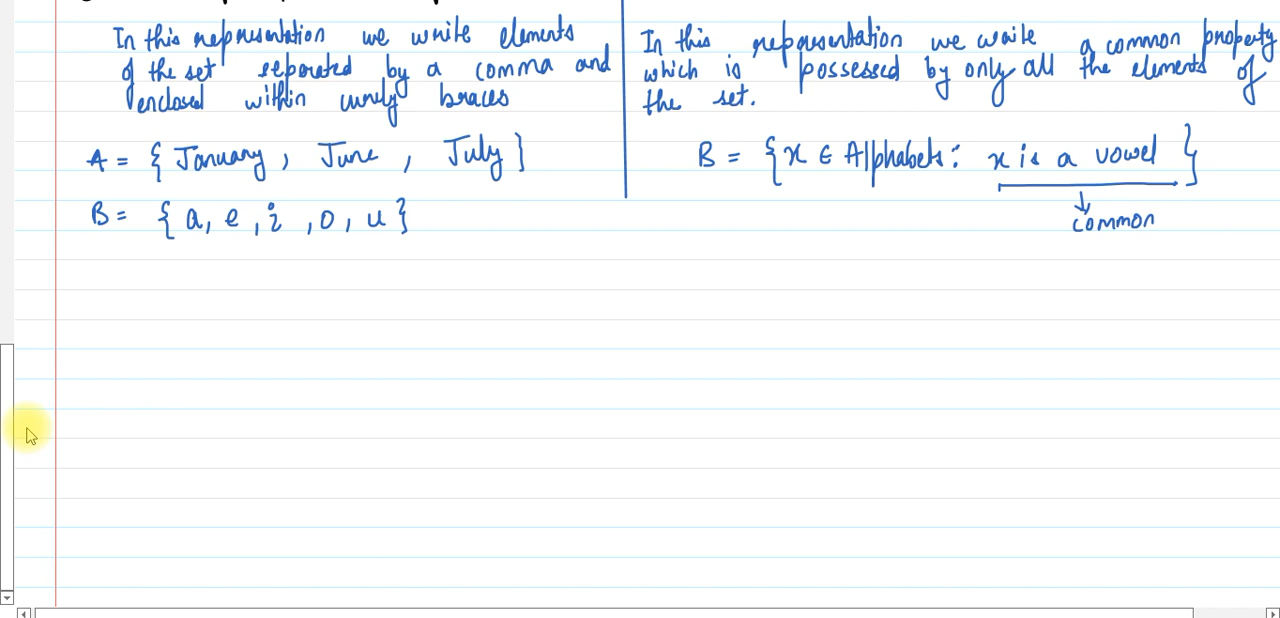 In this representation we write elements
of the set separated by a comma and
enclosed within curely braces
A = { January , June , July }
B = { a, e , i , o , u }
In this representation we write a common property
which is possessed by only all the elements of
the set.
B = { x ∈ Alphabets : x is a vowel }
common